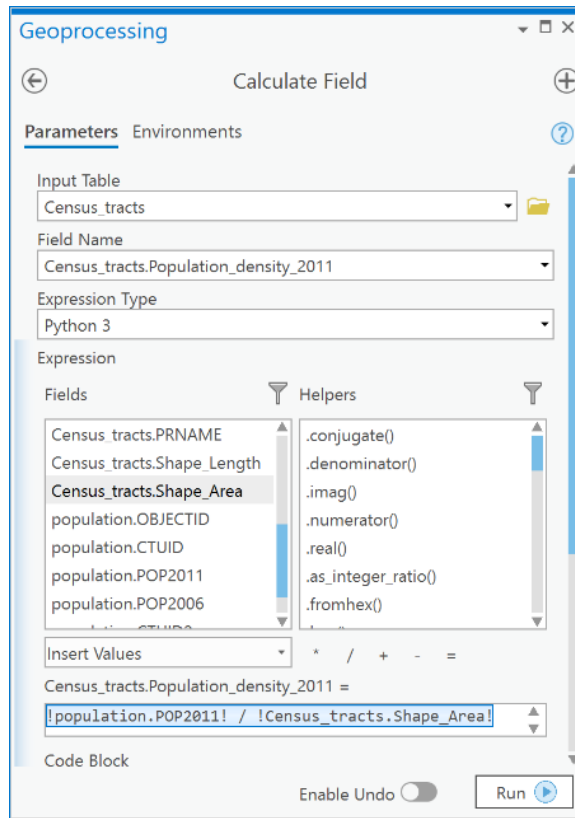 Geoprocessing
Calculate Field
Parameters Environments
Input Table
Census_tracts
Field Name
Census_tracts.Population_density_2011
Expression Type
Python 3
Expression
Fields
Census_tracts.PRNAME
Census_tracts.Shape_Length
Census_tracts.Shape_Area
population.OBJECTID
population.CTUID
population.POP2011
population.POP2006
Helpers
.conjugate()
.denominator()
.imag()
.numerator()
.real()
.as_integer_ratio()
.fromhex()
Insert Values * / + - =
Census_tracts.Population_density_2011 =
!population.POP2011! / !Census_tracts.Shape_Area!
Code Block
Enable Undo
Run